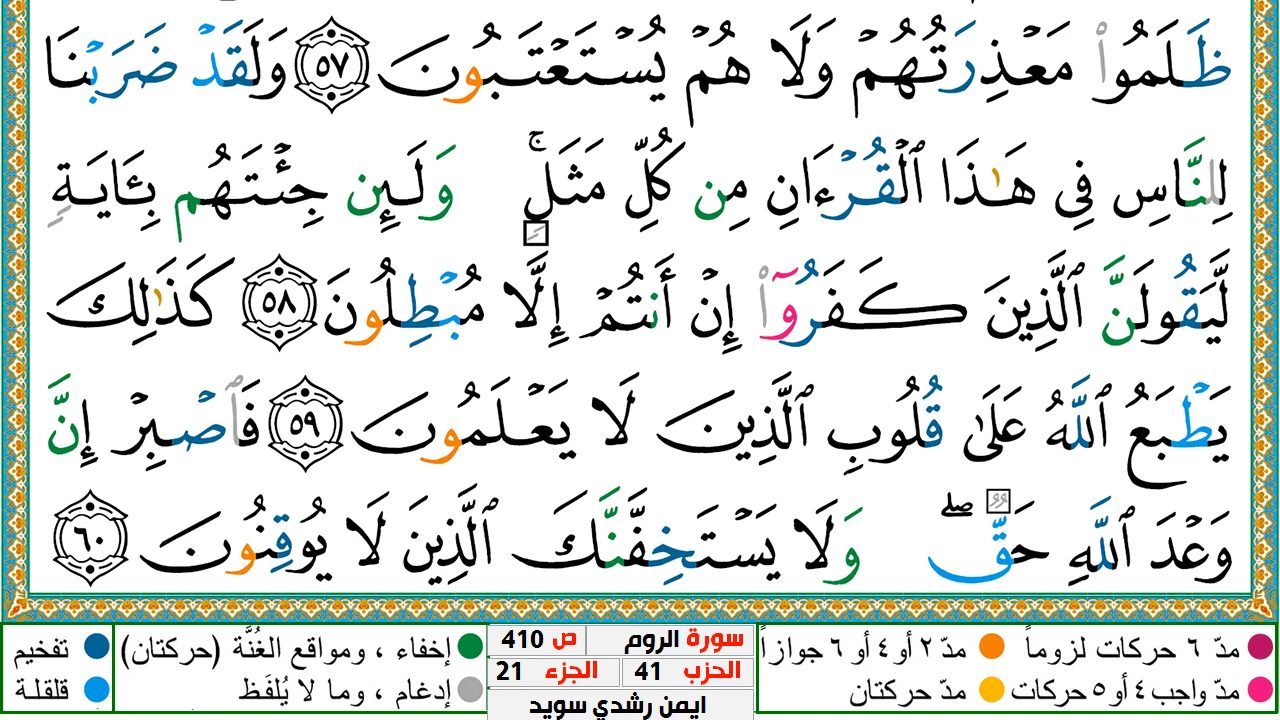 ظَلَمُوا۟ مَعْذِرَتُهُمْ وَلَا هُمْ يُسْتَعْتَبُونَ ٥٧ وَلَقَدْ ضَرَبْنَا
لِلنَّاسِ فِى هَـٰذَا ٱلْقُرْءَانِ مِن كُلِّ مَثَلٍۢ ۚ وَلَئِن جِئْتَهُم بِـَٔايَةٍۢ
لَّيَقُولَنَّ ٱلَّذِينَ كَفَرُوٓا۟ إِنْ أَنتُمْ إِلَّا مُبْطِلُونَ ٥٨ كَذَٰلِكَ
يَطْبَعُ ٱللَّهُ عَلَىٰ قُلُوبِ ٱلَّذِينَ لَا يَعْلَمُونَ ٥٩ فَٱصْبِرْ إِنَّ
وَعْدَ ٱللَّهِ حَقٌّۭ ۖ وَلَا يَسْتَخِفَّنَّكَ ٱلَّذِينَ لَا يُوقِنُونَ ٦٠
مدّ ٦ حركات لزوماً مدّ ٢ أو ٤ أو ٦ جوازاً سورة الروم ص 410 إخفاء ، ومواقع الغُنَّة (حركتان) تفخيم
مدّ واجب ٤ أو ٥ حركات مدّ حركتان الحزب 41 الجزء 21 إدغام ، وما لا يُلفَظ قلقلة
ايمن رشدي سويد